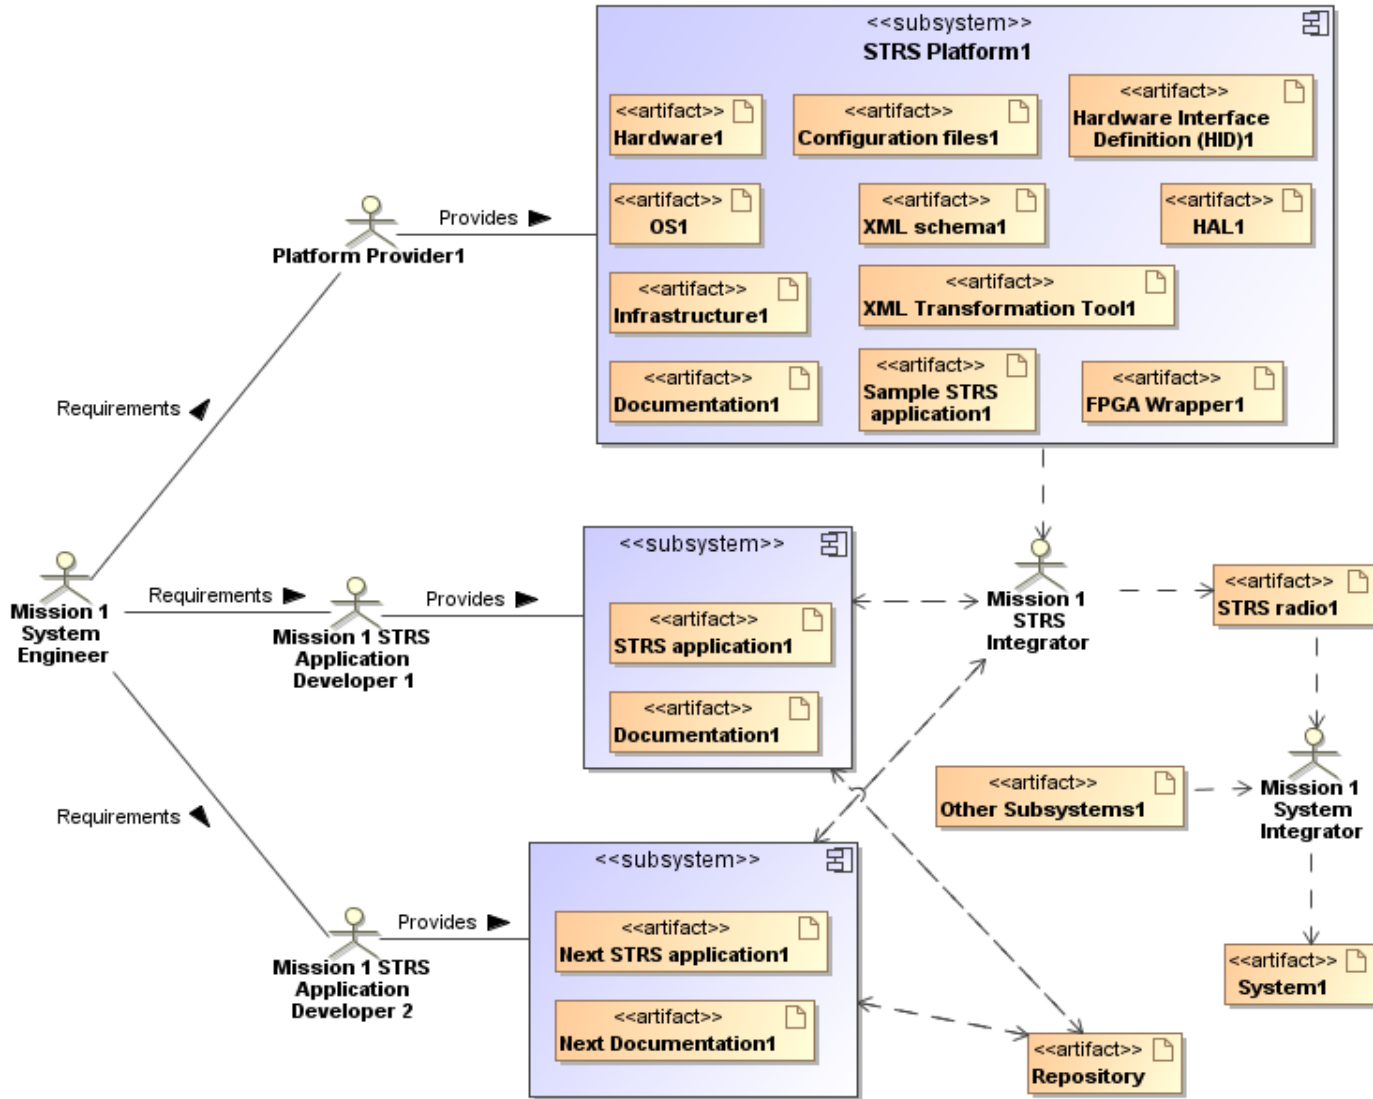 <<subsystem>>
STRS Platform1
<<artifact>>
Hardware1
<<artifact>>
Configuration files1
<<artifact>>
Hardware Interface
Definition (HID)1
<<artifact>>
OS1
<<artifact>>
XML schema1
<<artifact>>
HAL1
<<artifact>>
Infrastructure1
<<artifact>>
XML Transformation Tool1
<<artifact>>
Documentation1
<<artifact>>
Sample STRS
application1
<<artifact>>
FPGA Wrapper1
Provides
Platform Provider1
Requirements
Mission 1
System
Engineer
Requirements
Mission 1 STRS
Application
Developer 1
Provides
<<subsystem>>
<<artifact>>
STRS application1
<<artifact>>
Documentation1
Mission 1
STRS
Integrator
<<artifact>>
STRS radio1
<<artifact>>
Other Subsystems1
Mission 1
System
Integrator
Requirements
Mission 1 STRS
Application
Developer 2
Provides
<<subsystem>>
<<artifact>>
Next STRS application1
<<artifact>>
Next Documentation1
<<artifact>>
System1
<<artifact>>
Repository